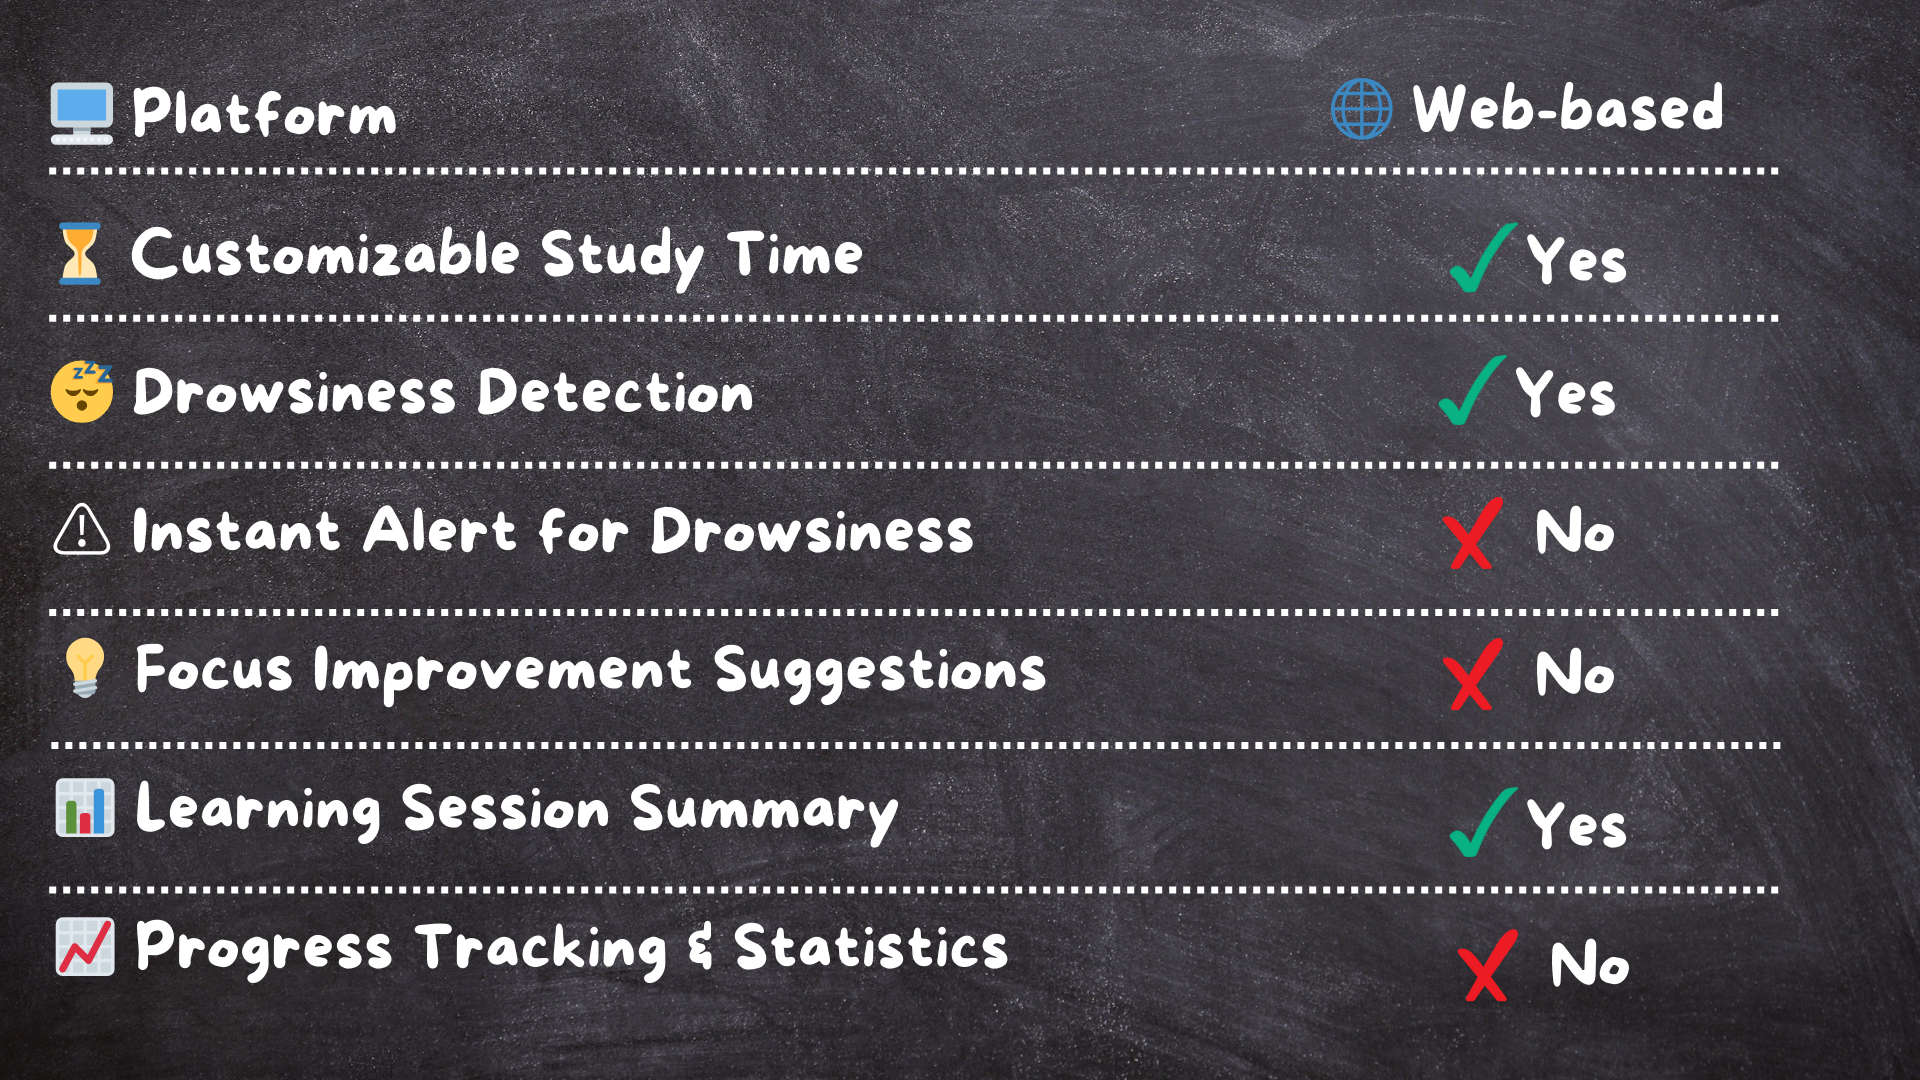 Platform Web-based
Customizable Study Time Yes
Drowsiness Detection Yes
Instant Alert for Drowsiness No
Focus Improvement Suggestions No
Learning Session Summary Yes
Progress Tracking & Statistics No